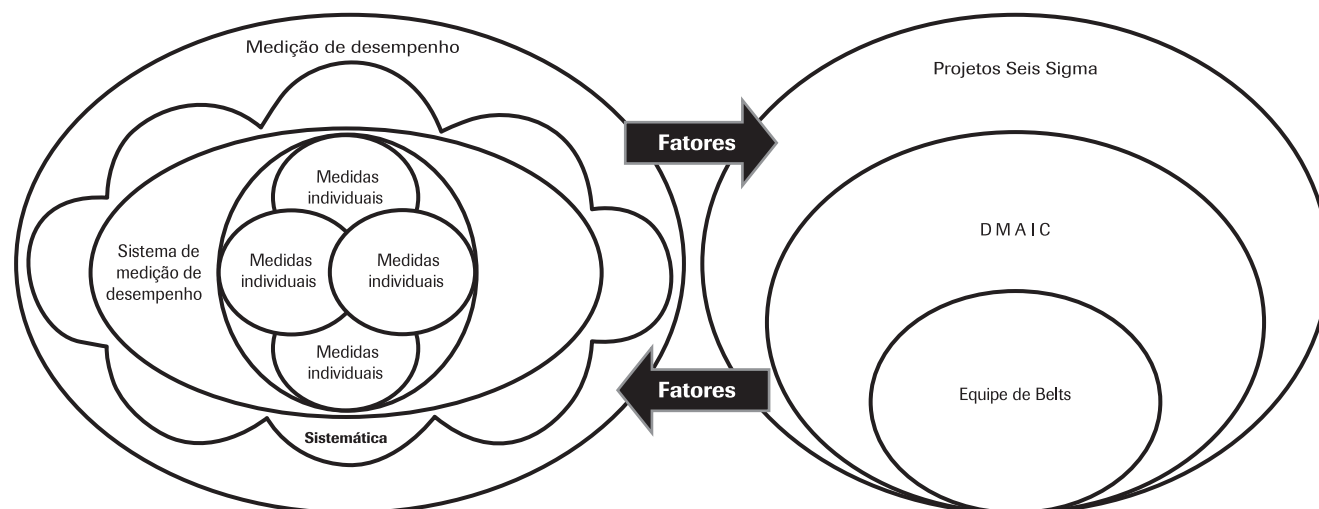 Medição de desempenho
Medidas
individuais
Sistema de
medição de
desempenho
Medidas
individuais
Medidas
individuais
Medidas
individuais
Sistemática
Fatores
Fatores
Projetos Seis Sigma
DMAIC
Equipe de Belts